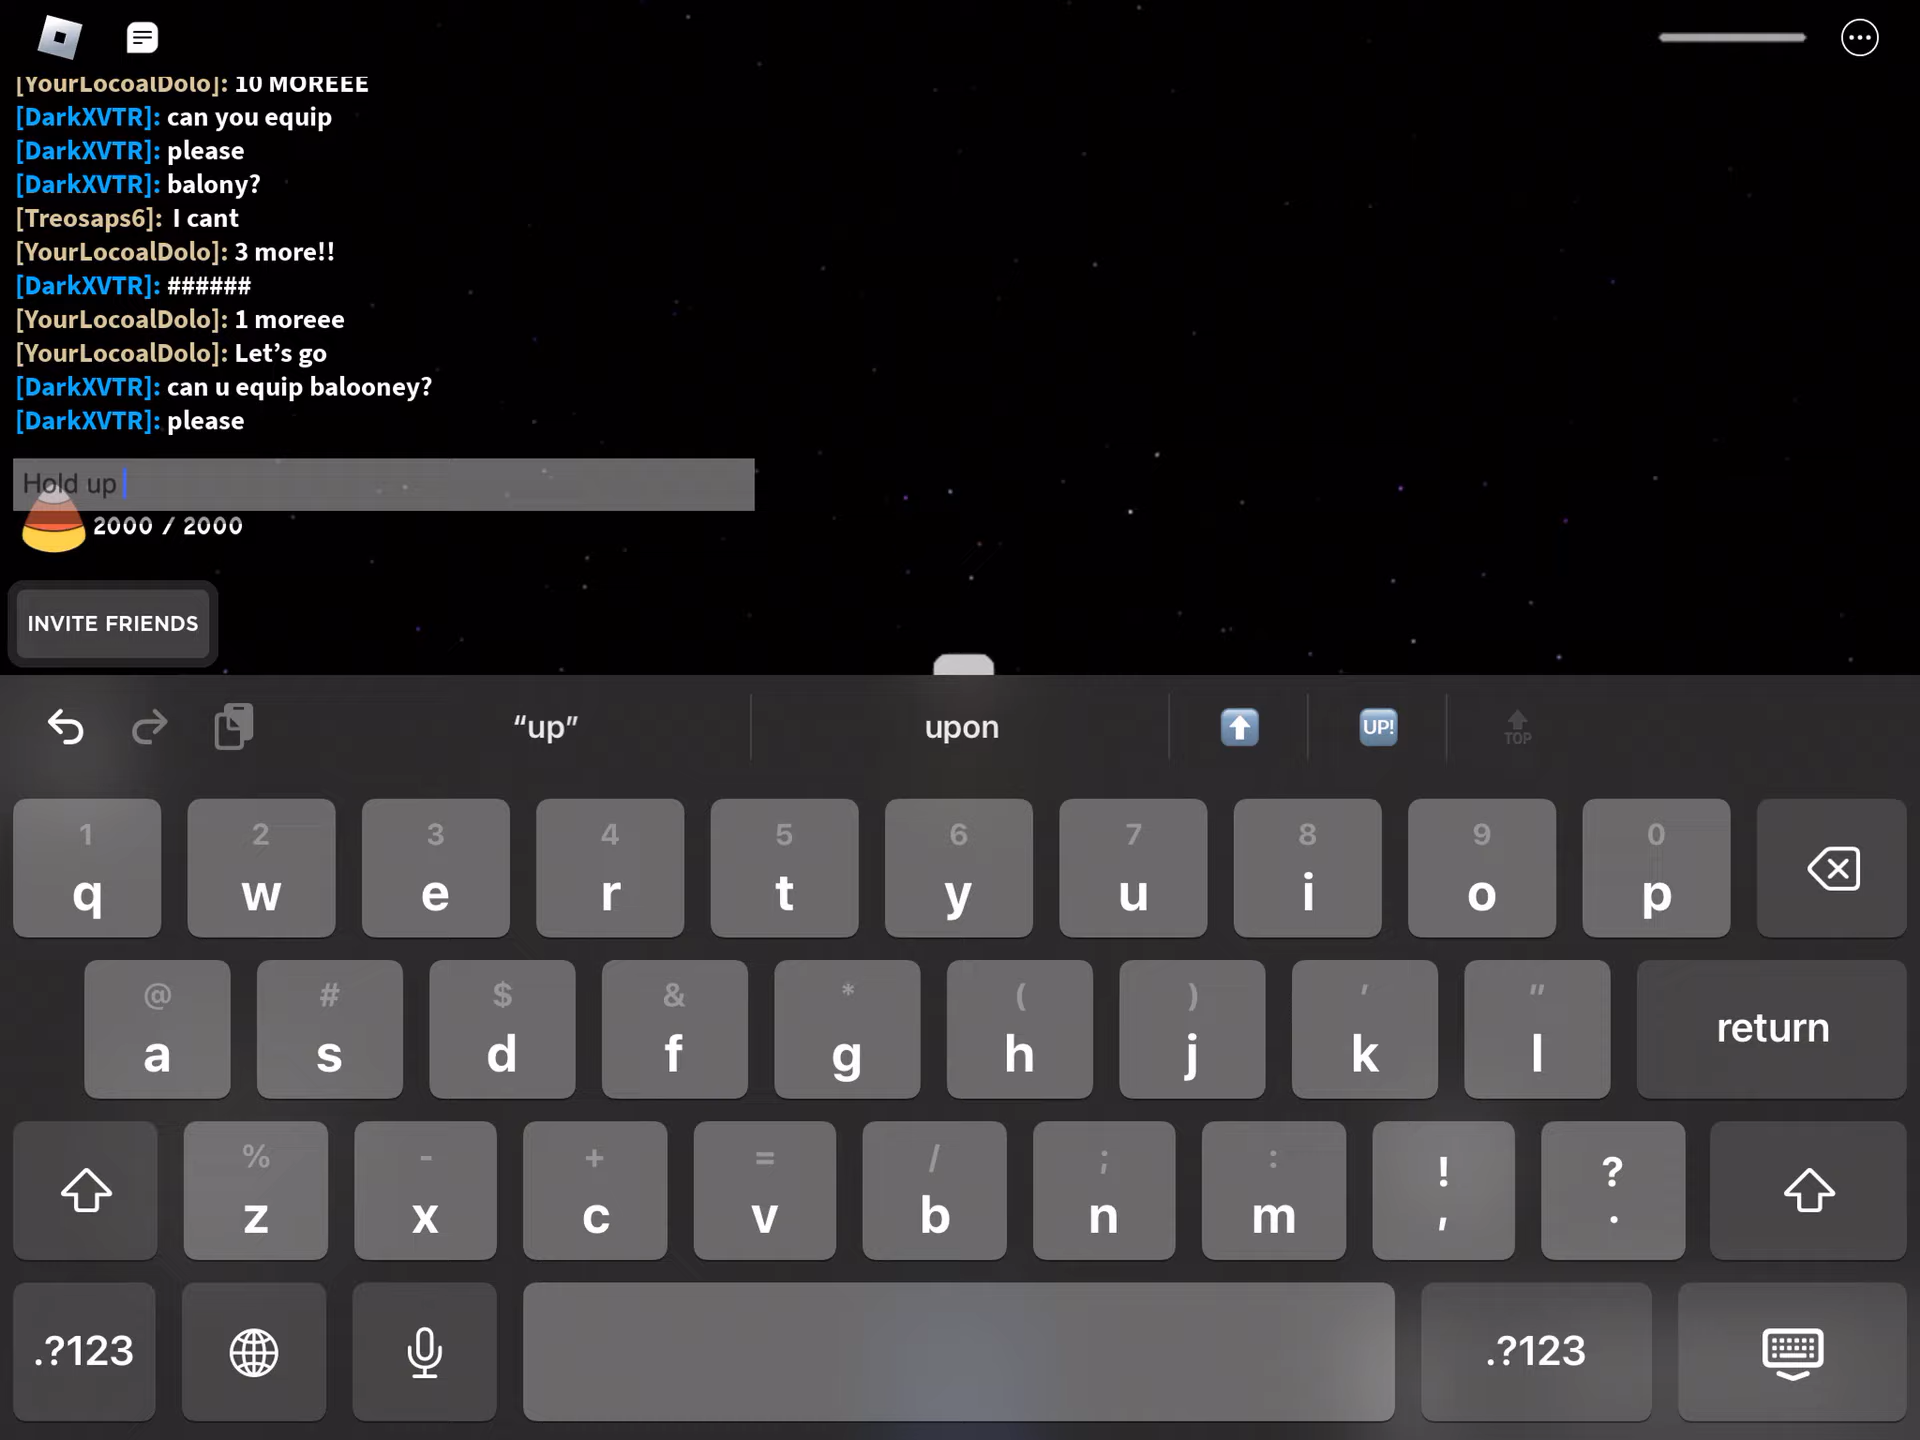 [YourLocoalDolo]: 10 MOREEE
[DarkXVTR]: can you equip
[DarkXVTR]: please
[DarkXVTR]: balony?
[Treosaps6]: I cant
[YourLocoalDolo]: 3 more!!
[DarkXVTR]: ######
[YourLocoalDolo]: 1 moreee
[YourLocoalDolo]: Let’s go
[DarkXVTR]: can u equip balooney?
[DarkXVTR]: please
Hold up
2000 / 2000
INVITE FRIENDS
“up” upon UP! TOP
1 2 3 4 5 6 7 8 9 0
q w e r t y u i o p
@ # $ & * ( ) ' "
a s d f g h j k l return
% - + = / ; : ! ?
z x c v b n m , .
.?123 .?123